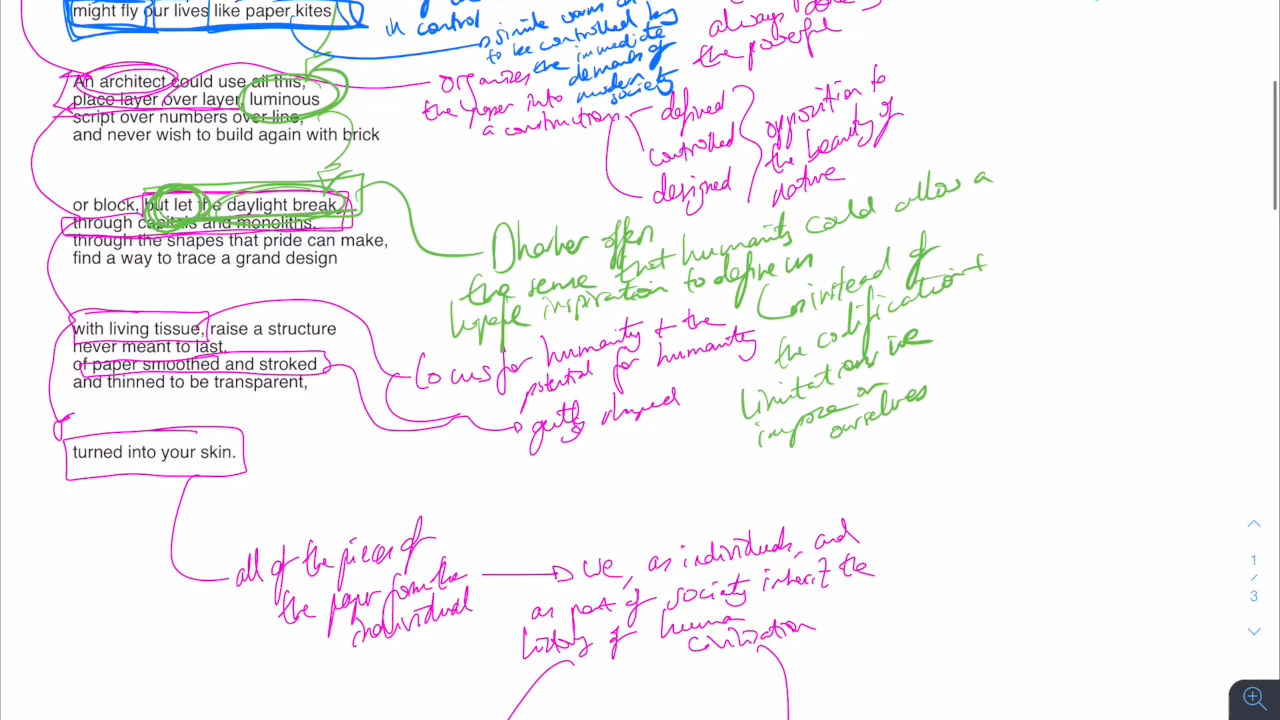 might fly our lives like paper kites.
in control
to be controlled by
the immediate
demands of
modern
society
always
the powerful
An architect could use all this,
place layer over layer, luminous
script over numbers over line,
and never wish to build again with brick
organizes
the paper into
a construction
defined
controlled
designed
opposition to
the beauty of
nature
or block, but let the daylight break
through capitals and monoliths,
through the shapes that pride can make,
find a way to trace a grand design
Dharker offers
the sense that humanity could allow a
inspiration to define us
instead of
the codification of
limitations we
impose on
ourselves
with living tissue, raise a structure
never meant to last,
of paper smoothed and stroked
and thinned to be transparent,
focus for humanity & the
potential for humanity
gently shaped
turned into your skin.
all of the pieces of
the paper form the
individual
we, as individuals, and
as part of society inherit the
history of human
civilisation
1
/
3